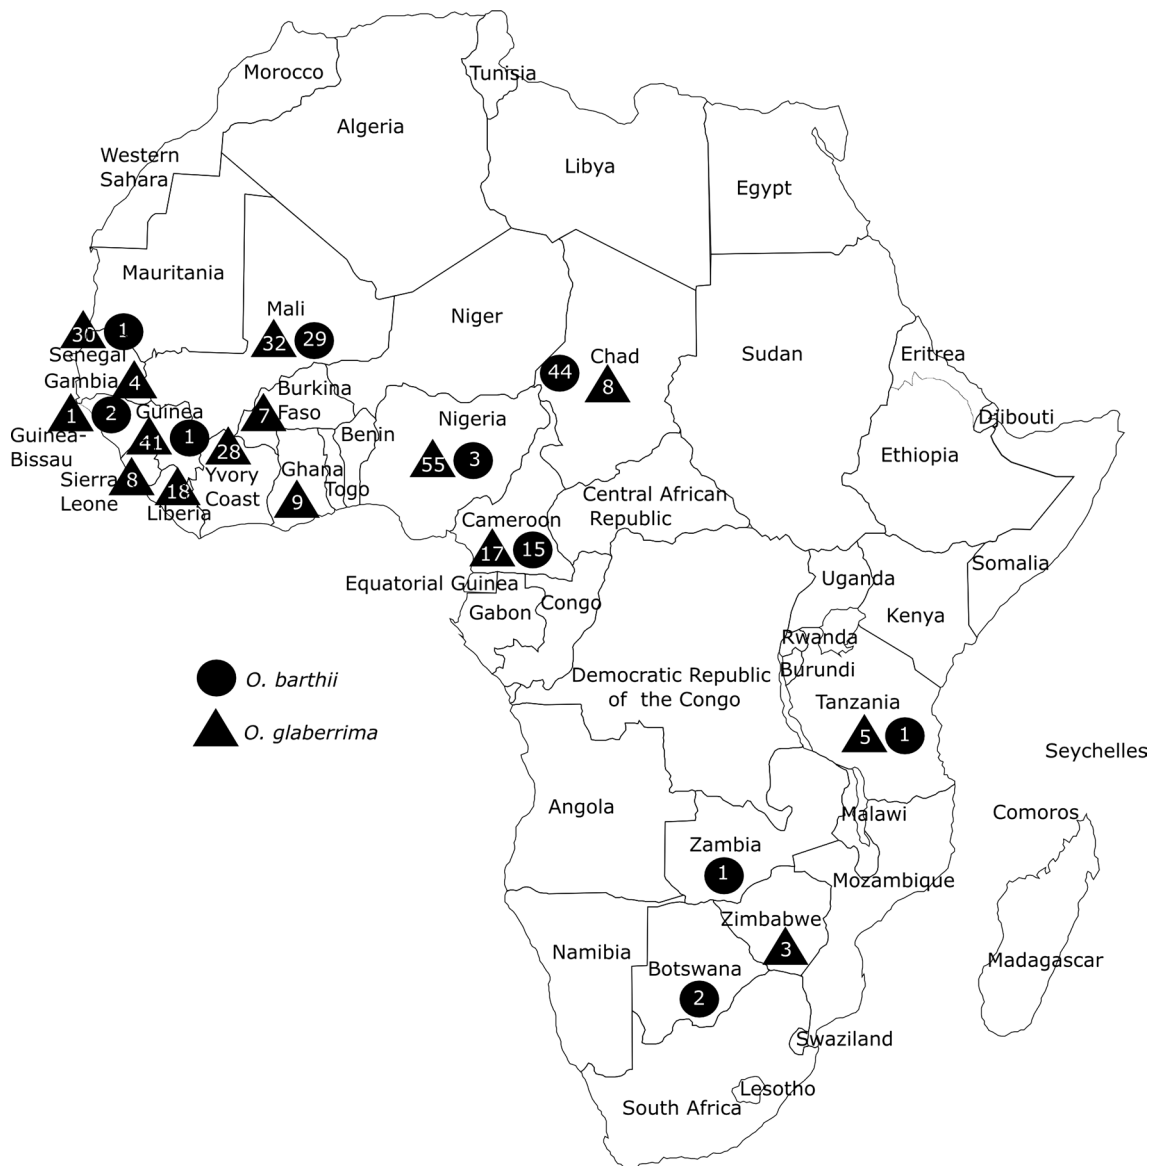 Morocco
Tunisia
Algeria
Western
Sahara
Libya
Egypt
Mauritania
Mali
Niger
30
1
32
29
Senegal
Chad
Sudan
Eritrea
44
8
Gambia
4
Burkina
Faso
1
2
Guinea
7
Nigeria
Djibouti
Guinea-
Bissau
41
1
28
Benin
55
3
Ethiopia
Sierra
Leone
8
18
Liberia
Yvory
Coast
Ghana
9
Togo
Central African
Republic
Cameroon
17
15
Somalia
Equatorial Guinea
Uganda
Gabon
Congo
Kenya
Rwanda
Burundi
Democratic Republic
of the Congo
O. barthii
O. glaberrima
Tanzania
5
1
Seychelles
Angola
Malawi
Comoros
Zambia
1
Mozambique
Zimbabwe
3
Namibia
Botswana
2
Madagascar
Swaziland
Lesotho
South Africa